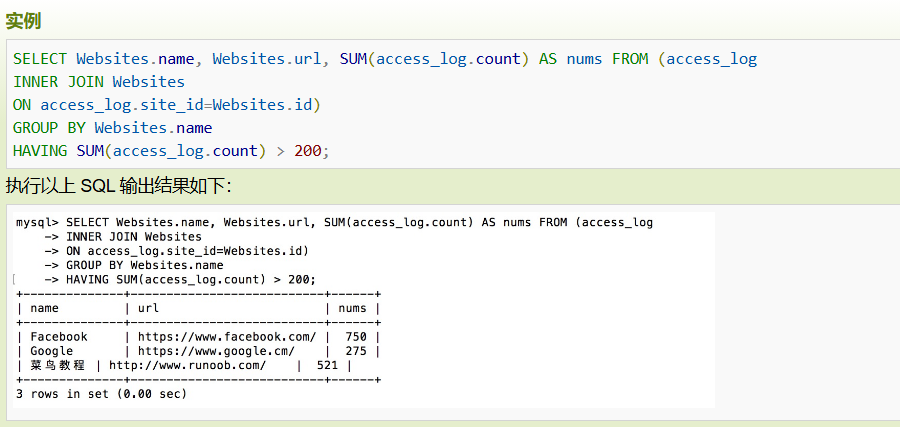 实例
SELECT Websites.name, Websites.url, SUM(access_log.count) AS nums FROM (access_log
INNER JOIN Websites
ON access_log.site_id=Websites.id)
GROUP BY Websites.name
HAVING SUM(access_log.count) > 200;
执行以上 SQL 输出结果如下：
mysql> SELECT Websites.name, Websites.url, SUM(access_log.count) AS nums FROM (access_log
    -> INNER JOIN Websites
    -> ON access_log.site_id=Websites.id)
    -> GROUP BY Websites.name
[    -> HAVING SUM(access_log.count) > 200;
+--------------+---------------------------+------+
| name         | url                       | nums |
+--------------+---------------------------+------+
| Facebook     | https://www.facebook.com/ |  750 |
| Google       | https://www.google.cm/    |  275 |
| 菜鸟教程 | http://www.runoob.com/    |  521 |
+--------------+---------------------------+------+
3 rows in set (0.00 sec)